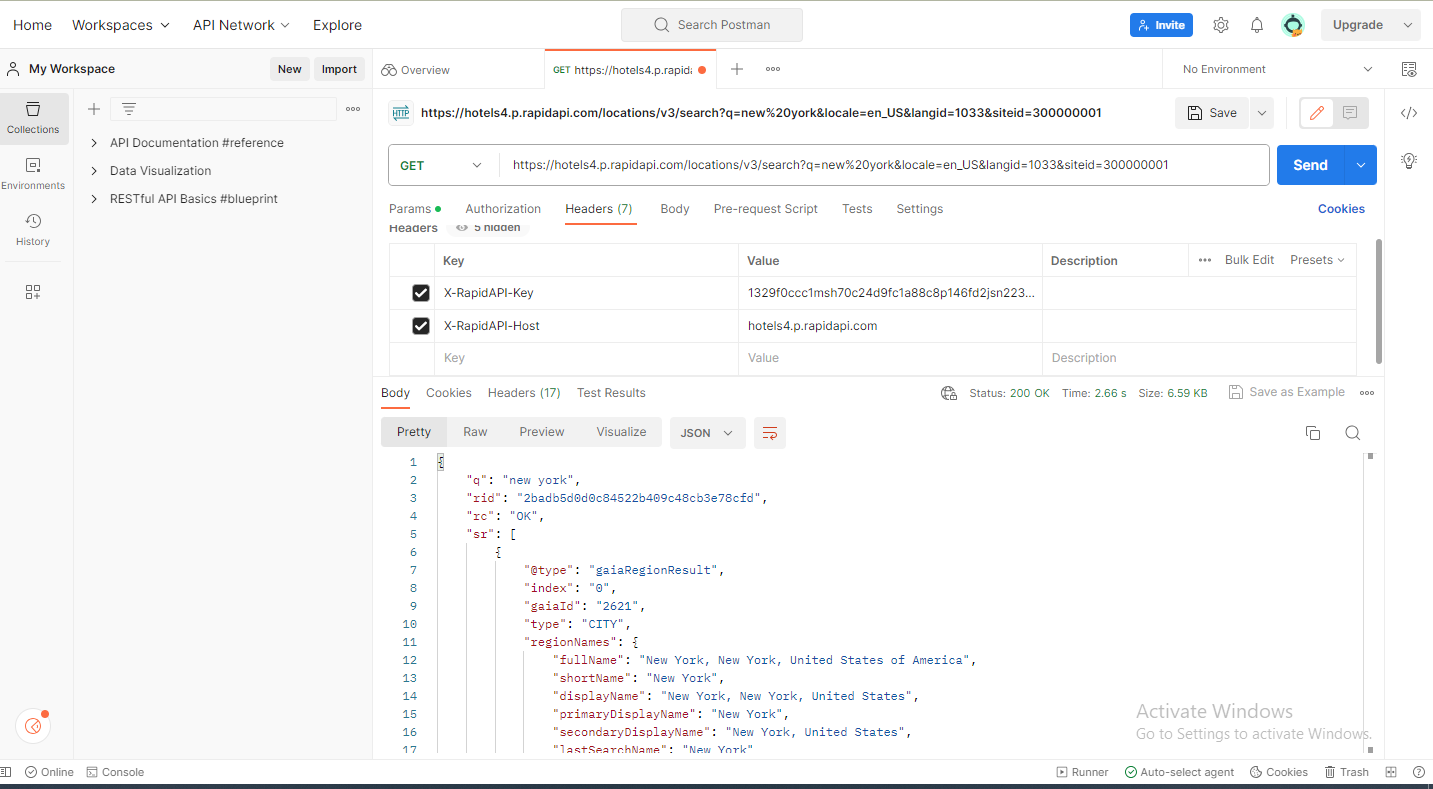 Home Workspaces API Network Explore Search Postman Invite Upgrade
My Workspace New Import Overview GET https://hotels4.p.rapida No Environment
Collections
Environments
History
API Documentation #reference
Data Visualization
RESTful API Basics #blueprint
HTTP https://hotels4.p.rapidapi.com/locations/v3/search?q=new%20york&locale=en_US&langid=1033&siteid=300000001 Save
GET https://hotels4.p.rapidapi.com/locations/v3/search?q=new%20york&locale=en_US&langid=1033&siteid=300000001 Send
Params Authorization Headers (7) Body Pre-request Script Tests Settings Cookies
Headers 5 hidden
Key Value Description Bulk Edit Presets
X-RapidAPI-Key 1329f0ccc1msh70c24d9fc1a88c8p146fd2jsn223...
X-RapidAPI-Host hotels4.p.rapidapi.com
Key Value Description
Body Cookies Headers (17) Test Results Status: 200 OK Time: 2.66 s Size: 6.59 KB Save as Example
Pretty Raw Preview Visualize JSON
1 {
2 "q": "new york",
3 "rid": "2badb5d0d0c84522b409c48cb3e78cfd",
4 "rc": "OK",
5 "sr": [
6 {
7 "@type": "gaiaRegionResult",
8 "index": "0",
9 "gaiaId": "2621",
10 "type": "CITY",
11 "regionNames": {
12 "fullName": "New York, New York, United States of America",
13 "shortName": "New York",
14 "displayName": "New York, New York, United States",
15 "primaryDisplayName": "New York",
16 "secondaryDisplayName": "New York, United States",
17 "lastSearchName": "New York"
Activate Windows
Go to Settings to activate Windows.
Online Console Runner Auto-select agent Cookies Trash